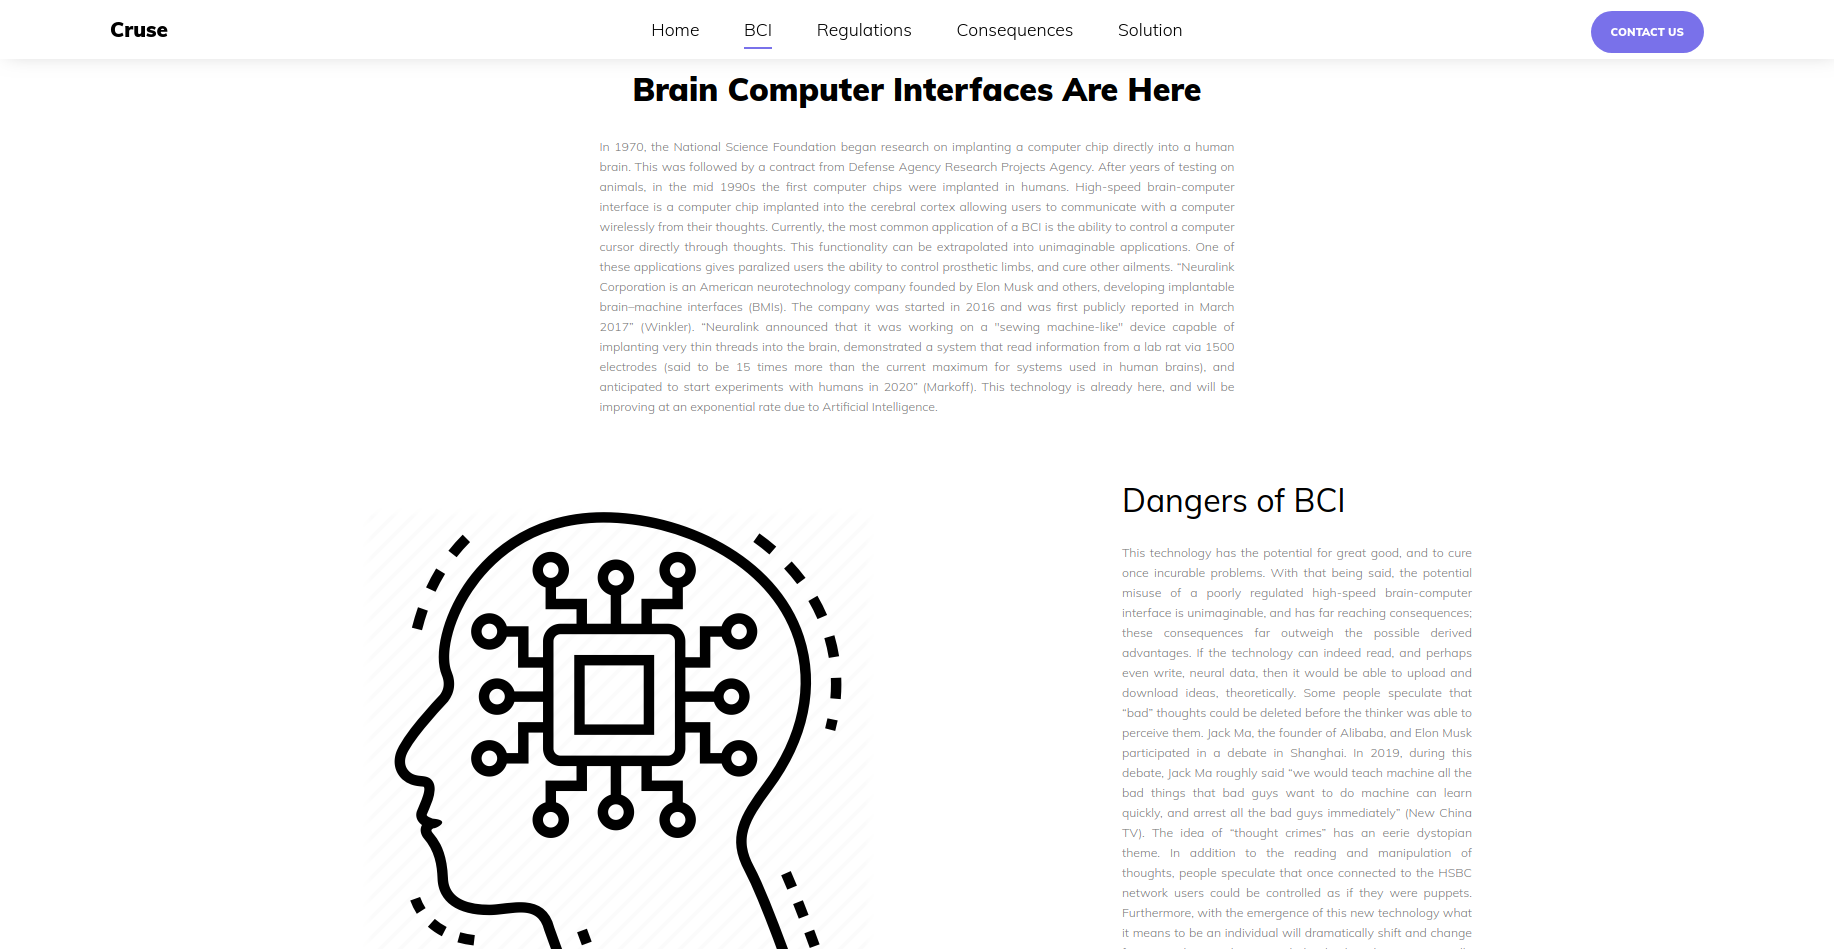 Cruse
Home BCI Regulations Consequences Solution
CONTACT US
Brain Computer Interfaces Are Here
In 1970, the National Science Foundation began research on implanting a computer chip directly into a human
brain. This was followed by a contract from Defense Agency Research Projects Agency. After years of testing on
animals, in the mid 1990s the first computer chips were implanted in humans. High-speed brain-computer
interface is a computer chip implanted into the cerebral cortex allowing users to communicate with a computer
wirelessly from their thoughts. Currently, the most common application of a BCI is the ability to control a computer
cursor directly through thoughts. This functionality can be extrapolated into unimaginable applications. One of
these applications gives paralized users the ability to control prosthetic limbs, and cure other ailments. “Neuralink
Corporation is an American neurotechnology company founded by Elon Musk and others, developing implantable
brain–machine interfaces (BMIs). The company was started in 2016 and was first publicly reported in March
2017” (Winkler). “Neuralink announced that it was working on a "sewing machine-like" device capable of
implanting very thin threads into the brain, demonstrated a system that read information from a lab rat via 1500
electrodes (said to be 15 times more than the current maximum for systems used in human brains), and
anticipated to start experiments with humans in 2020” (Markoff). This technology is already here, and will be
improving at an exponential rate due to Artificial Intelligence.
Dangers of BCI
This technology has the potential for great good, and to cure
once incurable problems. With that being said, the potential
misuse of a poorly regulated high-speed brain-computer
interface is unimaginable, and has far reaching consequences;
these consequences far outweigh the possible derived
advantages. If the technology can indeed read, and perhaps
even write, neural data, then it would be able to upload and
download ideas, theoretically. Some people speculate that
“bad” thoughts could be deleted before the thinker was able to
perceive them. Jack Ma, the founder of Alibaba, and Elon Musk
participated in a debate in Shanghai. In 2019, during this
debate, Jack Ma roughly said “we would teach machine all the
bad things that bad guys want to do machine can learn
quickly, and arrest all the bad guys immediately” (New China
TV). The idea of “thought crimes” has an eerie dystopian
theme. In addition to the reading and manipulation of
thoughts, people speculate that once connected to the HSBC
network users could be controlled as if they were puppets.
Furthermore, with the emergence of this new technology what
it means to be an individual will dramatically shift and change